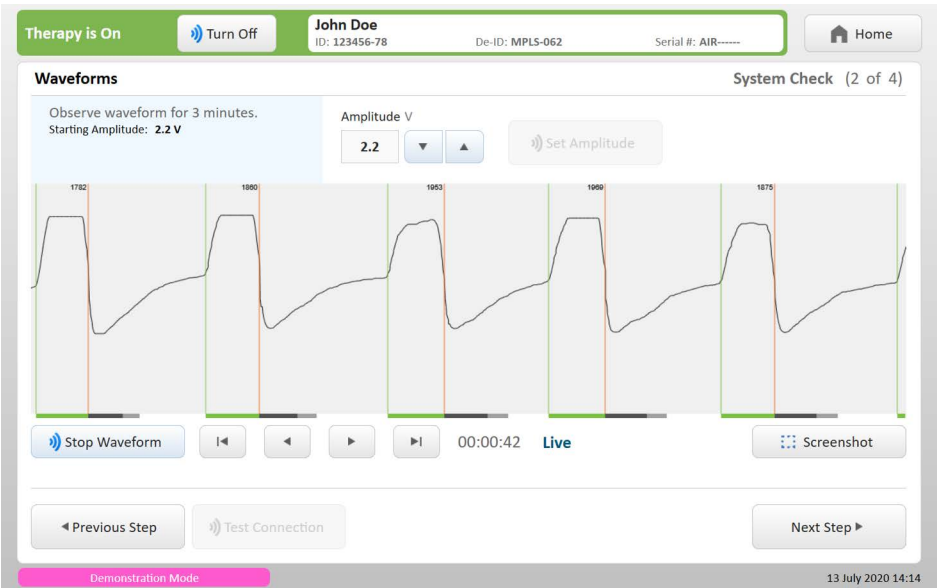 Therapy is On
Turn Off
John Doe
ID: 123456-78 De-ID: MPLS-062 Serial #: AIR------
Home
Waveforms
System Check (2 of 4)
Observe waveform for 3 minutes.
Starting Amplitude: 2.2 V
Amplitude V
2.2
Set Amplitude
1782 1860 1953 1969 1875
Stop Waveform
00:00:42 Live
Screenshot
Previous Step
Test Connection
Next Step
Demonstration Mode
13 July 2020 14:14